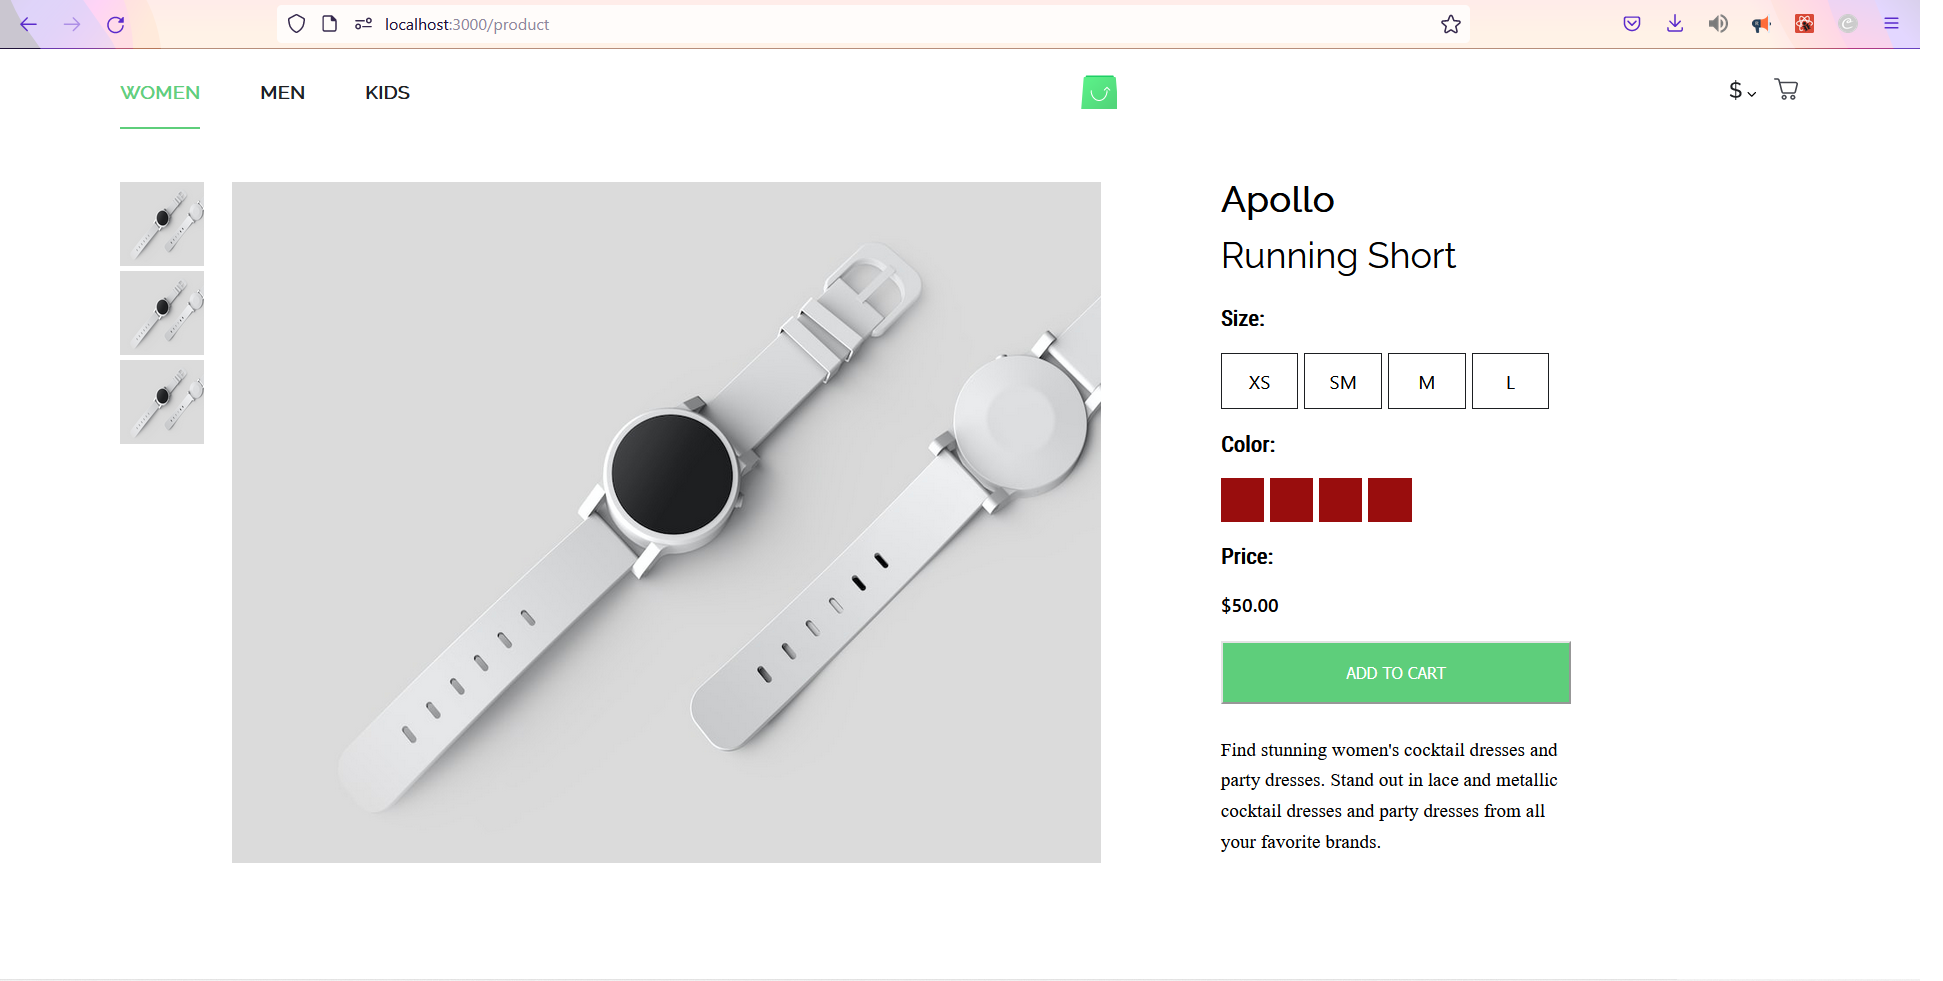 localhost:3000/product
WOMEN MEN KIDS
$
Apollo
Running Short
Size:
XS SM M L
Color:
Price:
$50.00
ADD TO CART
Find stunning women's cocktail dresses and
party dresses. Stand out in lace and metallic
cocktail dresses and party dresses from all
your favorite brands.